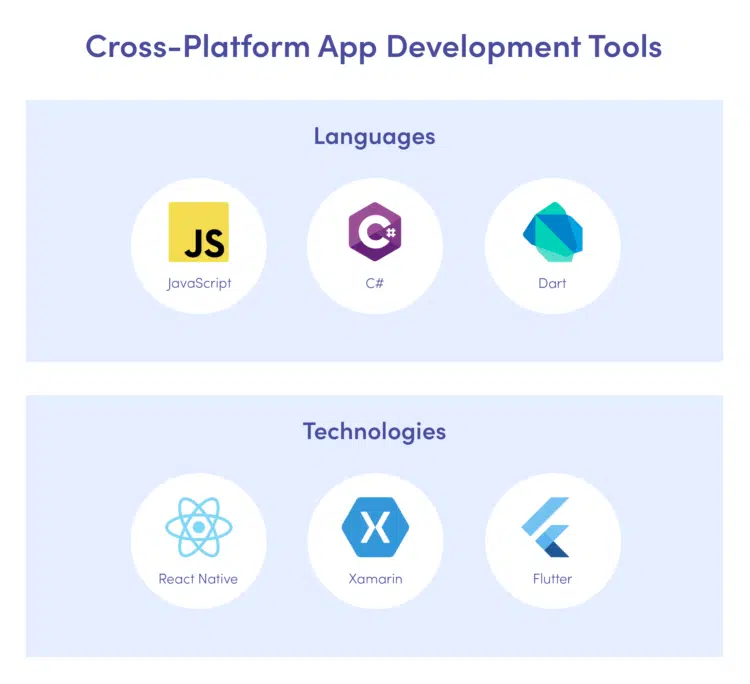 Cross-Platform App Development Tools
Languages
JS
C#
JavaScript
C#
Dart
Technologies
X
React Native
Xamarin
Flutter